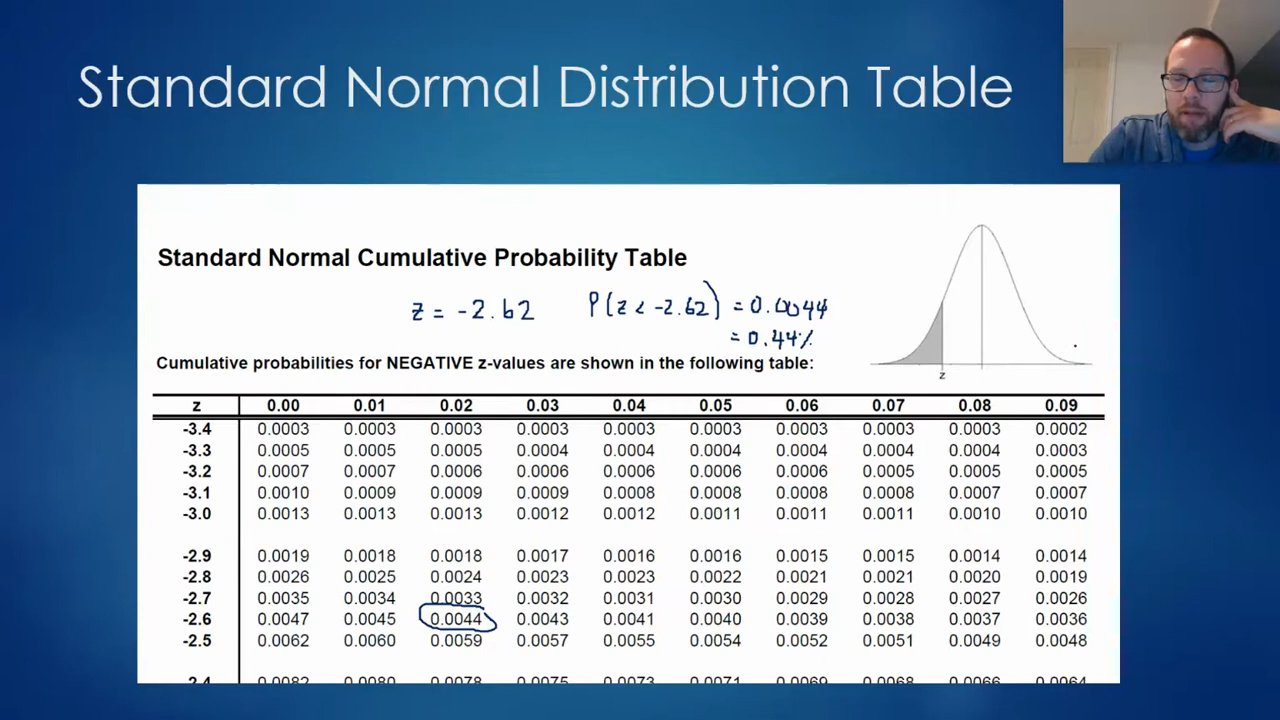 Standard Normal Distribution Table
Standard Normal Cumulative Probability Table
z = -2.62 P(z < -2.62) = 0.0044
= 0.44%
Cumulative probabilities for NEGATIVE z-values are shown in the following table:
z
z 0.00 0.01 0.02 0.03 0.04 0.05 0.06 0.07 0.08 0.09
-3.4 0.0003 0.0003 0.0003 0.0003 0.0003 0.0003 0.0003 0.0003 0.0003 0.0002
-3.3 0.0005 0.0005 0.0005 0.0004 0.0004 0.0004 0.0004 0.0004 0.0004 0.0003
-3.2 0.0007 0.0007 0.0006 0.0006 0.0006 0.0006 0.0006 0.0005 0.0005 0.0005
-3.1 0.0010 0.0009 0.0009 0.0009 0.0008 0.0008 0.0008 0.0008 0.0007 0.0007
-3.0 0.0013 0.0013 0.0013 0.0012 0.0012 0.0011 0.0011 0.0011 0.0010 0.0010
-2.9 0.0019 0.0018 0.0018 0.0017 0.0016 0.0016 0.0015 0.0015 0.0014 0.0014
-2.8 0.0026 0.0025 0.0024 0.0023 0.0023 0.0022 0.0021 0.0021 0.0020 0.0019
-2.7 0.0035 0.0034 0.0033 0.0032 0.0031 0.0030 0.0029 0.0028 0.0027 0.0026
-2.6 0.0047 0.0045 0.0044 0.0043 0.0041 0.0040 0.0039 0.0038 0.0037 0.0036
-2.5 0.0062 0.0060 0.0059 0.0057 0.0055 0.0054 0.0052 0.0051 0.0049 0.0048
-2.4 0.0082 0.0080 0.0078 0.0075 0.0073 0.0071 0.0069 0.0068 0.0066 0.0064